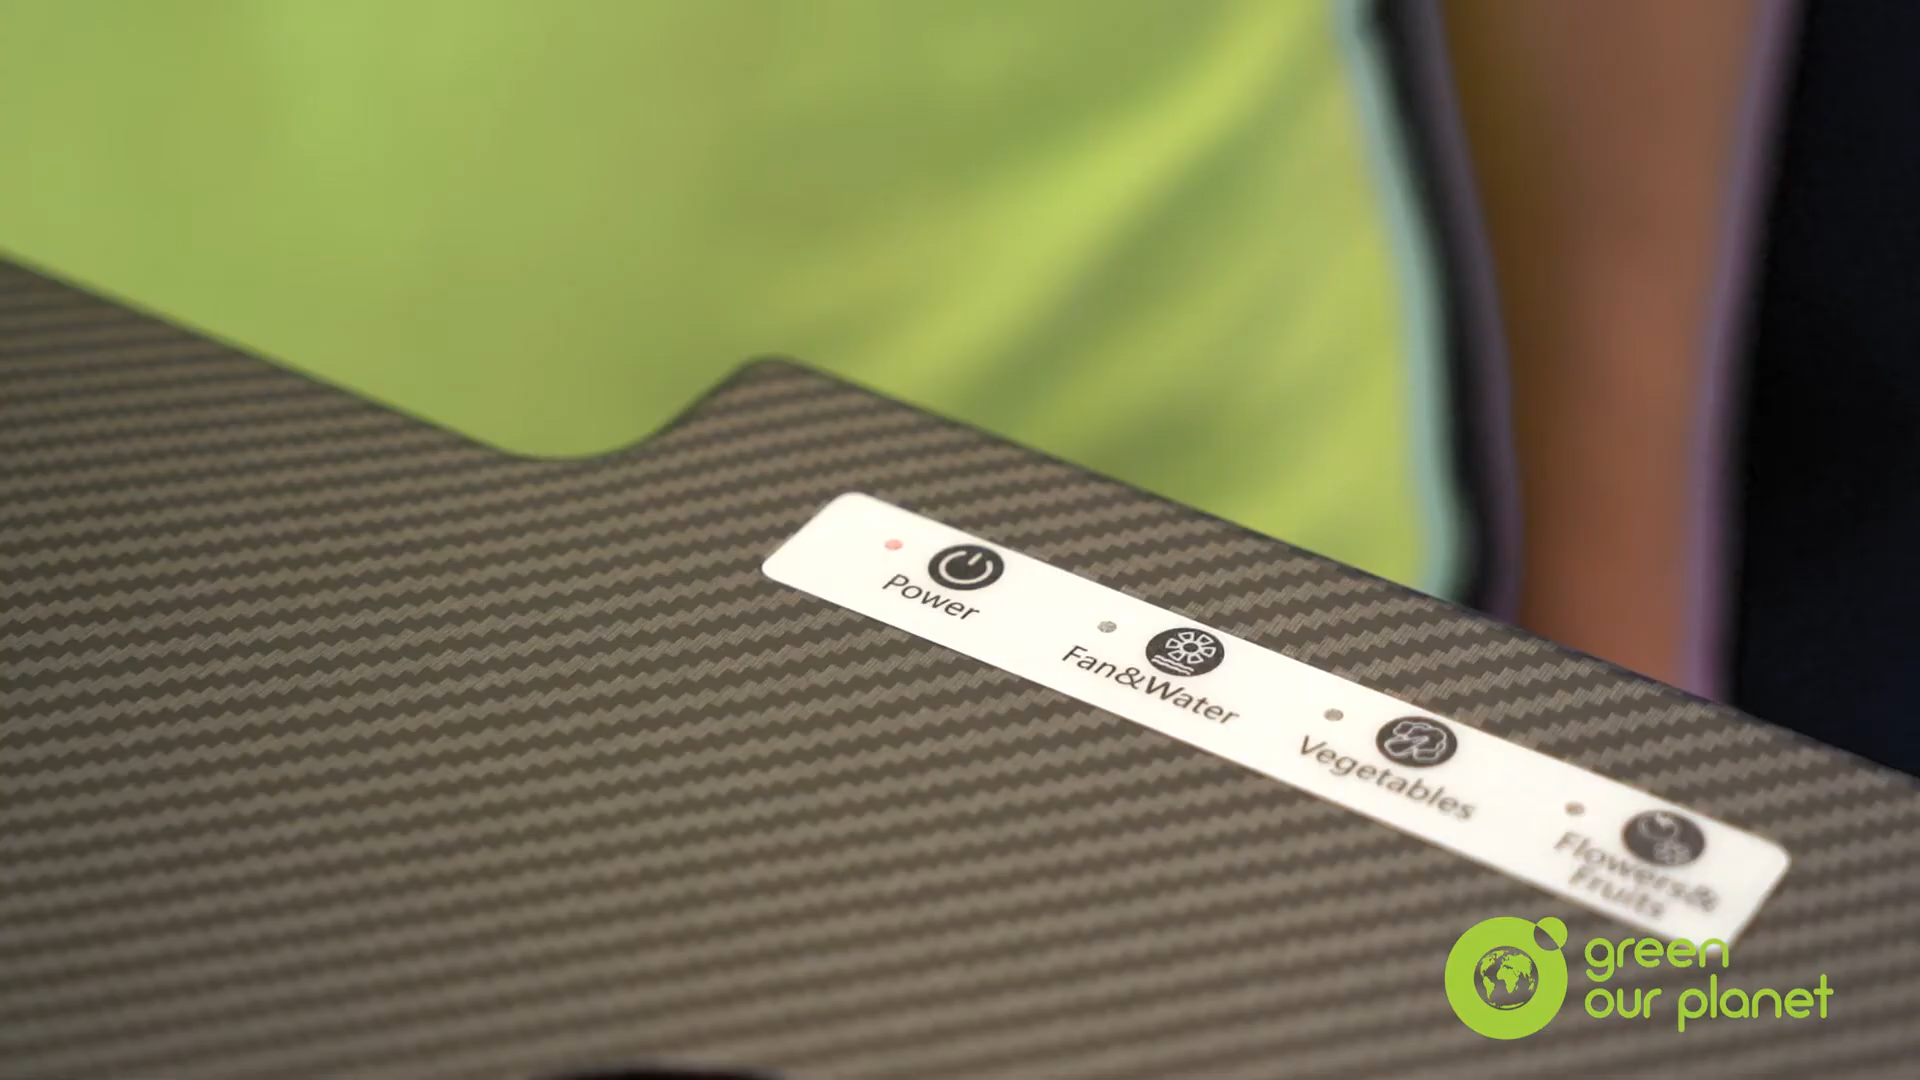 Power
Fan&Water
Vegetables
Flowers&
Fruits
green
our planet